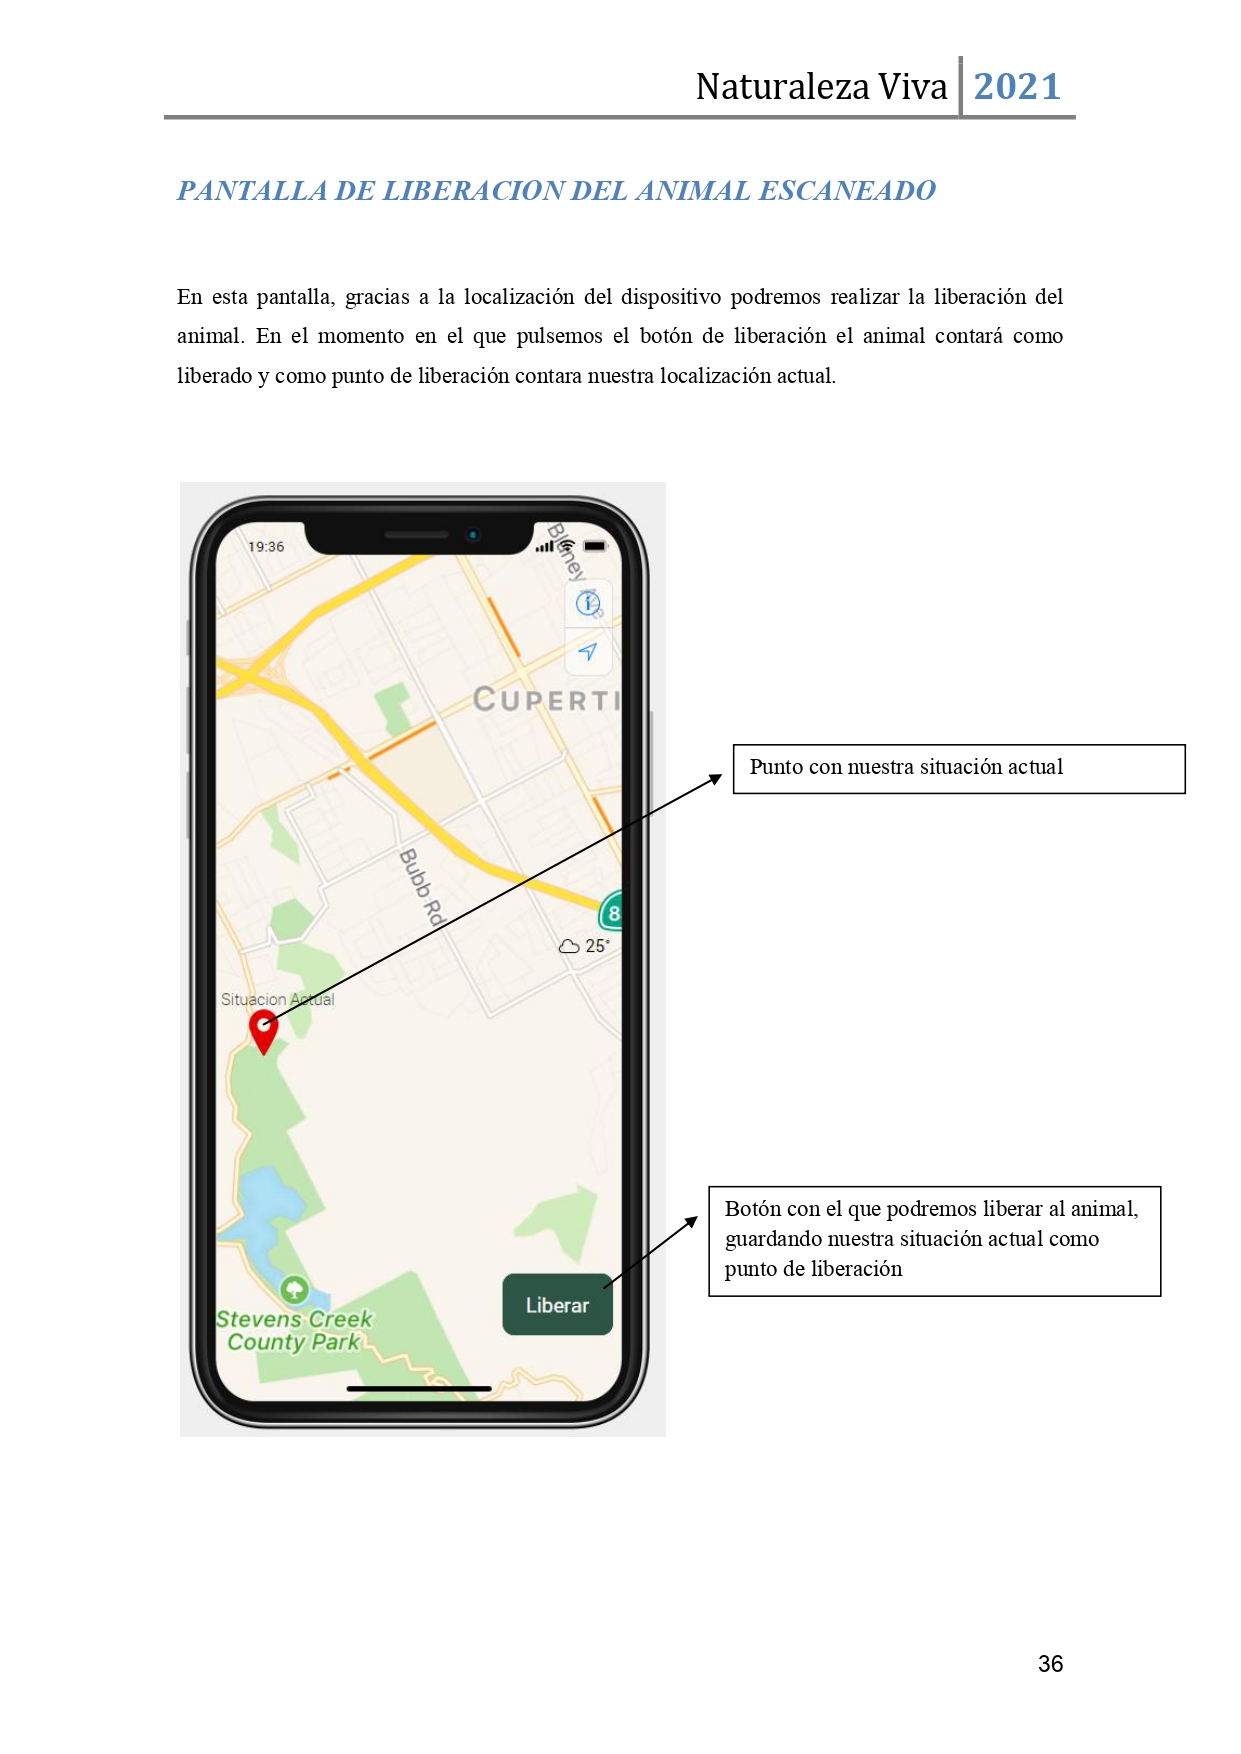 Naturaleza Viva 2021
PANTALLA DE LIBERACION DEL ANIMAL ESCANEADO
En esta pantalla, gracias a la localización del dispositivo podremos realizar la liberación del
animal. En el momento en el que pulsemos el botón de liberación el animal contará como
liberado y como punto de liberación contara nuestra localización actual.
19:36
CUPERTI
Punto con nuestra situación actual
Bubb Rd
8
25°
Situacion Actual
Botón con el que podremos liberar al animal,
guardando nuestra situación actual como
punto de liberación
Liberar
Stevens Creek
County Park
36